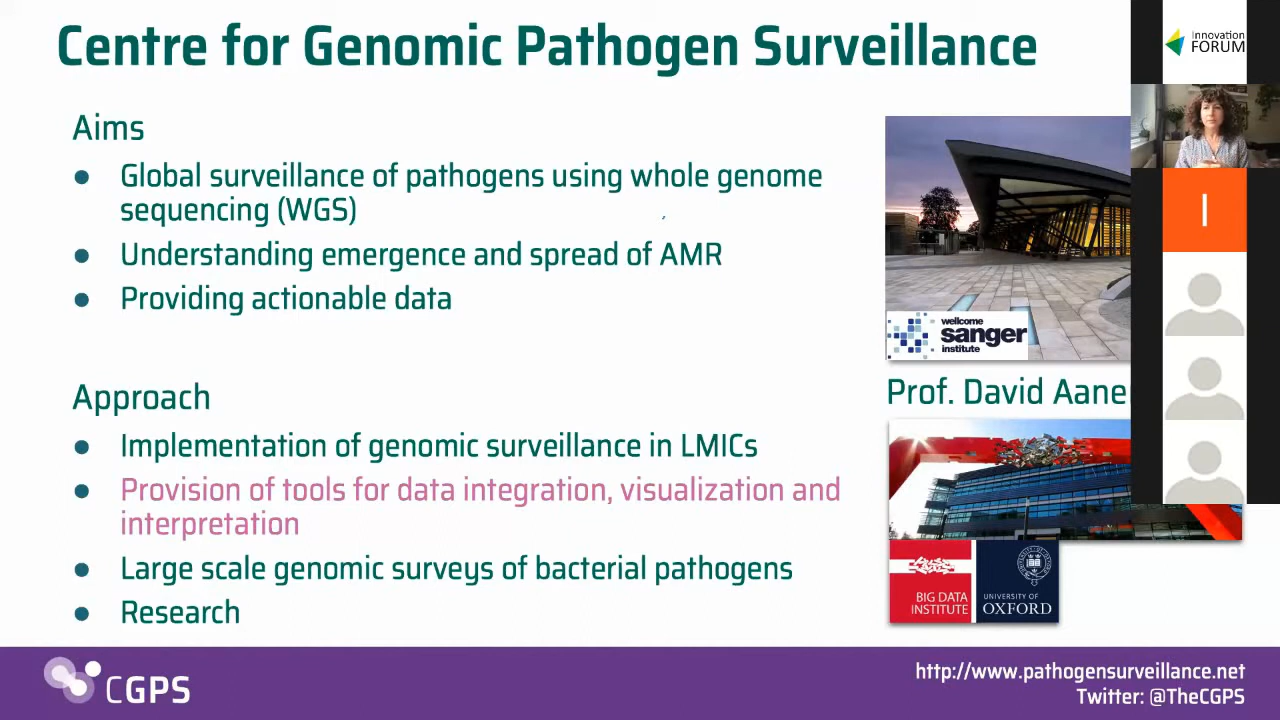 Centre for Genomic Pathogen Surveillance
Aims
Global surveillance of pathogens using whole genome
sequencing (WGS)
Understanding emergence and spread of AMR
Providing actionable data
Approach
Implementation of genomic surveillance in LMICs
Provision of tools for data integration, visualization and
interpretation
Large scale genomic surveys of bacterial pathogens
Research
wellcome
sanger
institute
Prof. David Aane
BIG DATA
INSTITUTE
UNIVERSITY OF
OXFORD
Innovation
FORUM
I
CGPS
http://www.pathogensurveillance.net
Twitter: @TheCGPS